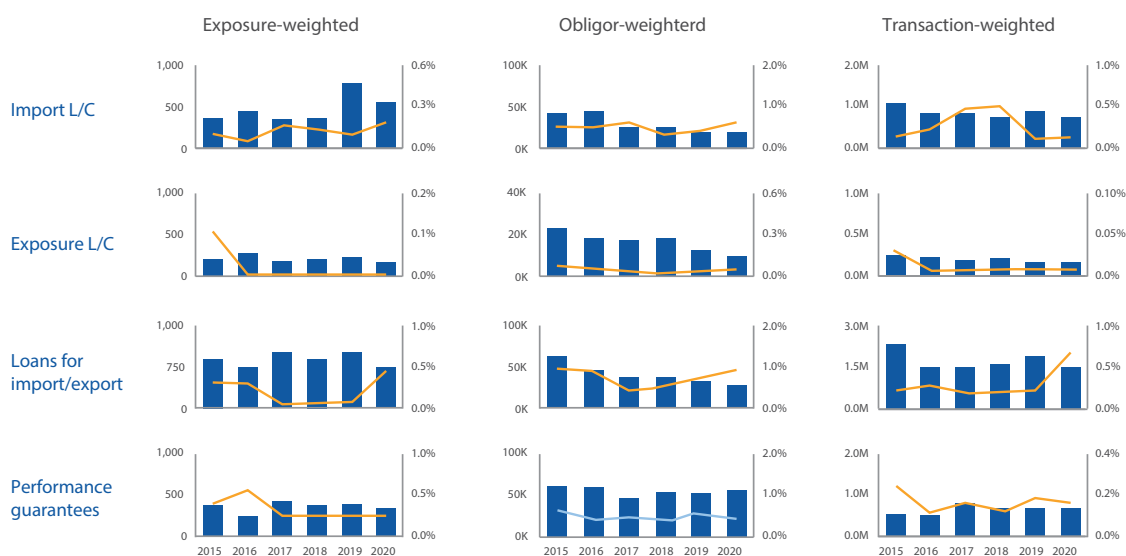 Exposure-weighted Obligor-weighterd Transaction-weighted
Import L/C
1,000
500
0
0.6%
0.3%
0.0%
100K
50K
0K
2.0%
1.0%
0.0%
2.0M
1.0M
0.0M
1.0%
0.5%
0.0%
Exposure L/C
1,000
500
0
0.2%
0.1%
0.0%
40K
20K
0K
0.6%
0.3%
0.0%
1.0M
0.5M
0.0M
0.10%
0.05%
0.0%
Loans for
import/export
1,000
750
0
1.0%
0.5%
0.0%
100K
50K
0K
2.0%
1.0%
0.0%
3.0M
1.5M
0.0M
1.0%
0.5%
0.0%
Performance
guarantees
1,000
500
0
1.0%
0.5%
0.0%
100K
50K
0K
2.0%
1.0%
0.0%
2.0M
1.0M
0.0M
0.4%
0.2%
0.0%
2015 2016 2017 2018 2019 2020
2015 2016 2017 2018 2019 2020
2015 2016 2017 2018 2019 2020